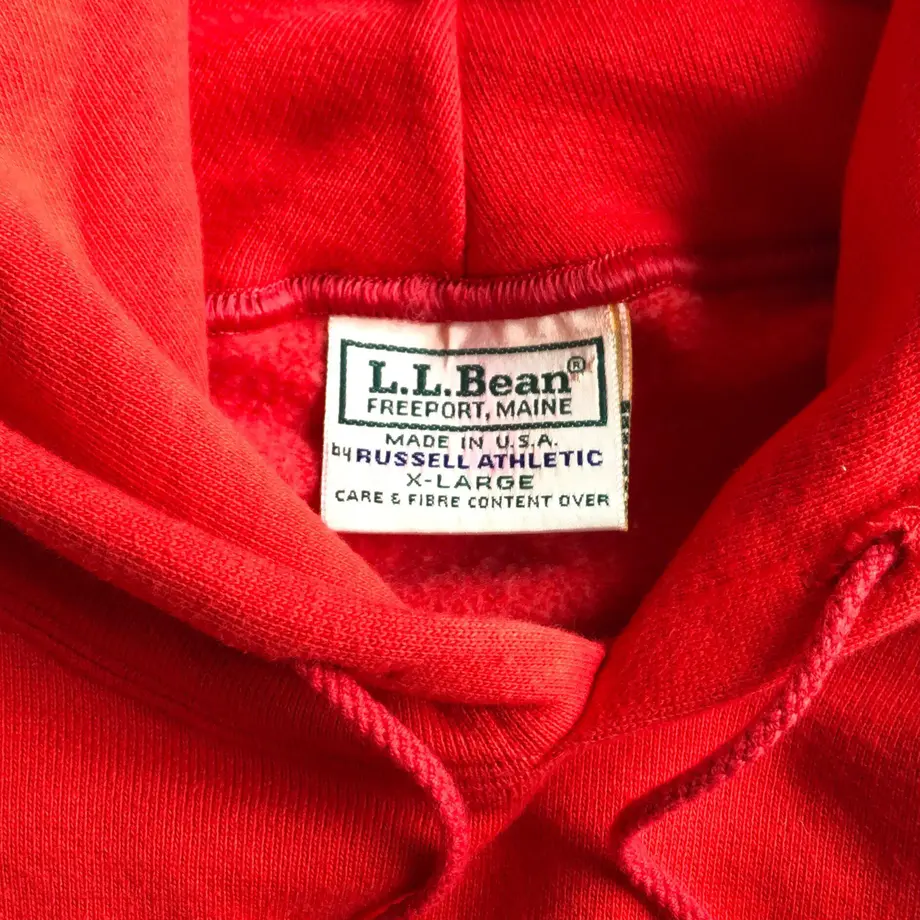 L.L.Bean®
FREEPORT, MAINE
MADE IN U.S.A.
by RUSSELL ATHLETIC
X-LARGE
CARE & FIBRE CONTENT OVER